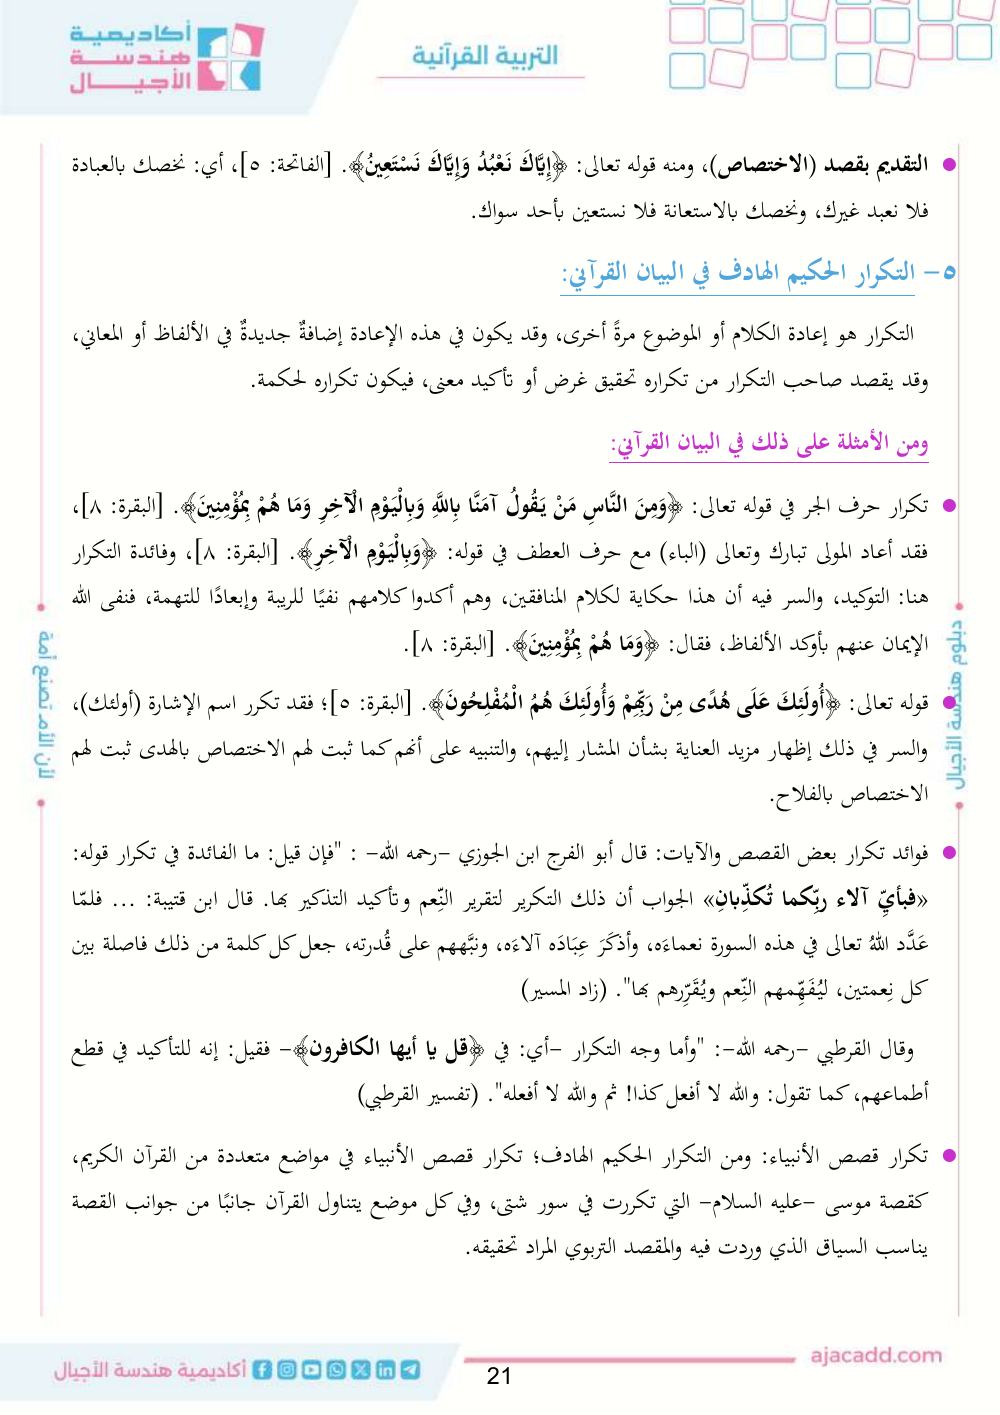 أكاديمية
هندسة
الأجيال
التربية القرآنية
التقديم بقصد (الاختصاص)، ومنه قوله تعالى: ﴿إِيَّاكَ نَعْبُدُ وَإِيَّاكَ نَسْتَعِينُ﴾. [الفاتحة: ٥]، أي: نخصك بالعبادة
فلا نعبد غيرك، ونخصك بالاستعانة فلا نستعين بأحد سواك.
٥- التكرار الحكيم الهادف في البيان القرآني:
التكرار هو إعادة الكلام أو الموضوع مرةً أخرى، وقد يكون في هذه الإعادة إضافةٌ جديدةٌ في الألفاظ أو المعاني،
وقد يقصد صاحب التكرار من تكراره تحقيق غرض أو تأكيد معنى، فيكون تكراره لحكمة.
ومن الأمثلة على ذلك في البيان القرآني:
تكرار حرف الجر في قوله تعالى: ﴿وَمِنَ النَّاسِ مَنْ يَقُولُ آمَنَّا بِاللَّهِ وَبِالْيَوْمِ الْآخِرِ وَمَا هُمْ بِمُؤْمِنِينَ﴾. [البقرة: ٨]،
فقد أعاد المولى تبارك وتعالى (الباء) مع حرف العطف في قوله: ﴿وَبِالْيَوْمِ الْآخِرِ﴾. [البقرة: ٨]، وفائدة التكرار
هنا: التوكيد، والسر فيه أن هذا حكاية لكلام المنافقين، وهم أكدوا كلامهم نفيًا للريبة وإبعادًا للتهمة، فنفى الله
الإيمان عنهم بأوكد الألفاظ، فقال: ﴿وَمَا هُمْ بِمُؤْمِنِينَ﴾. [البقرة: ٨].
قوله تعالى: ﴿أُولَئِكَ عَلَى هُدًى مِنْ رَبِّهِمْ وَأُولَئِكَ هُمُ الْمُفْلِحُونَ﴾. [البقرة: ٥]؛ فقد تكرر اسم الإشارة (أولئك)،
والسر في ذلك إظهار مزيد العناية بشأن المشار إليهم، والتنبيه على أنهم كما ثبت لهم الاختصاص بالهدى ثبت لهم
الاختصاص بالفلاح.
فوائد تكرار بعض القصص والآيات: قال أبو الفرج ابن الجوزي -رحمه الله- : "فإن قيل: ما الفائدة في تكرار قوله:
«فبأيِّ آلاء ربِّكما تُكذِّبانِ» الجواب أن ذلك التكرير لتقرير النِّعم وتأكيد التذكير بها. قال ابن قتيبة: ... فلمّا
عَدَّد اللهُ تعالى في هذه السورة نعماءَه، وأذكَرَ عِبَادَه آلاءَه، ونبَّههم على قُدرته، جعل كل كلمة من ذلك فاصلة بين
كل نِعمتين، ليُفَهِّمهم النِّعم ويُقَرِّرهم بها". (زاد المسير)
وقال القرطبي -رحمه الله-: "وأما وجه التكرار -أي: في ﴿قل يا أيها الكافرون﴾- فقيل: إنه للتأكيد في قطع
أطماعهم، كما تقول: والله لا أفعل كذا! ثم والله لا أفعله". (تفسير القرطبي)
تكرار قصص الأنبياء: ومن التكرار الحكيم الهادف؛ تكرار قصص الأنبياء في مواضع متعددة من القرآن الكريم،
كقصة موسى -عليه السلام- التي تكررت في سور شتى، وفي كل موضع يتناول القرآن جانبًا من جوانب القصة
يناسب السياق الذي وردت فيه والمقصد التربوي المراد تحقيقه.
دبلوم هندسة الأجيال
لأن الأم تصنع أمة
أكاديمية هندسة الأجيال
21
ajacadd.com